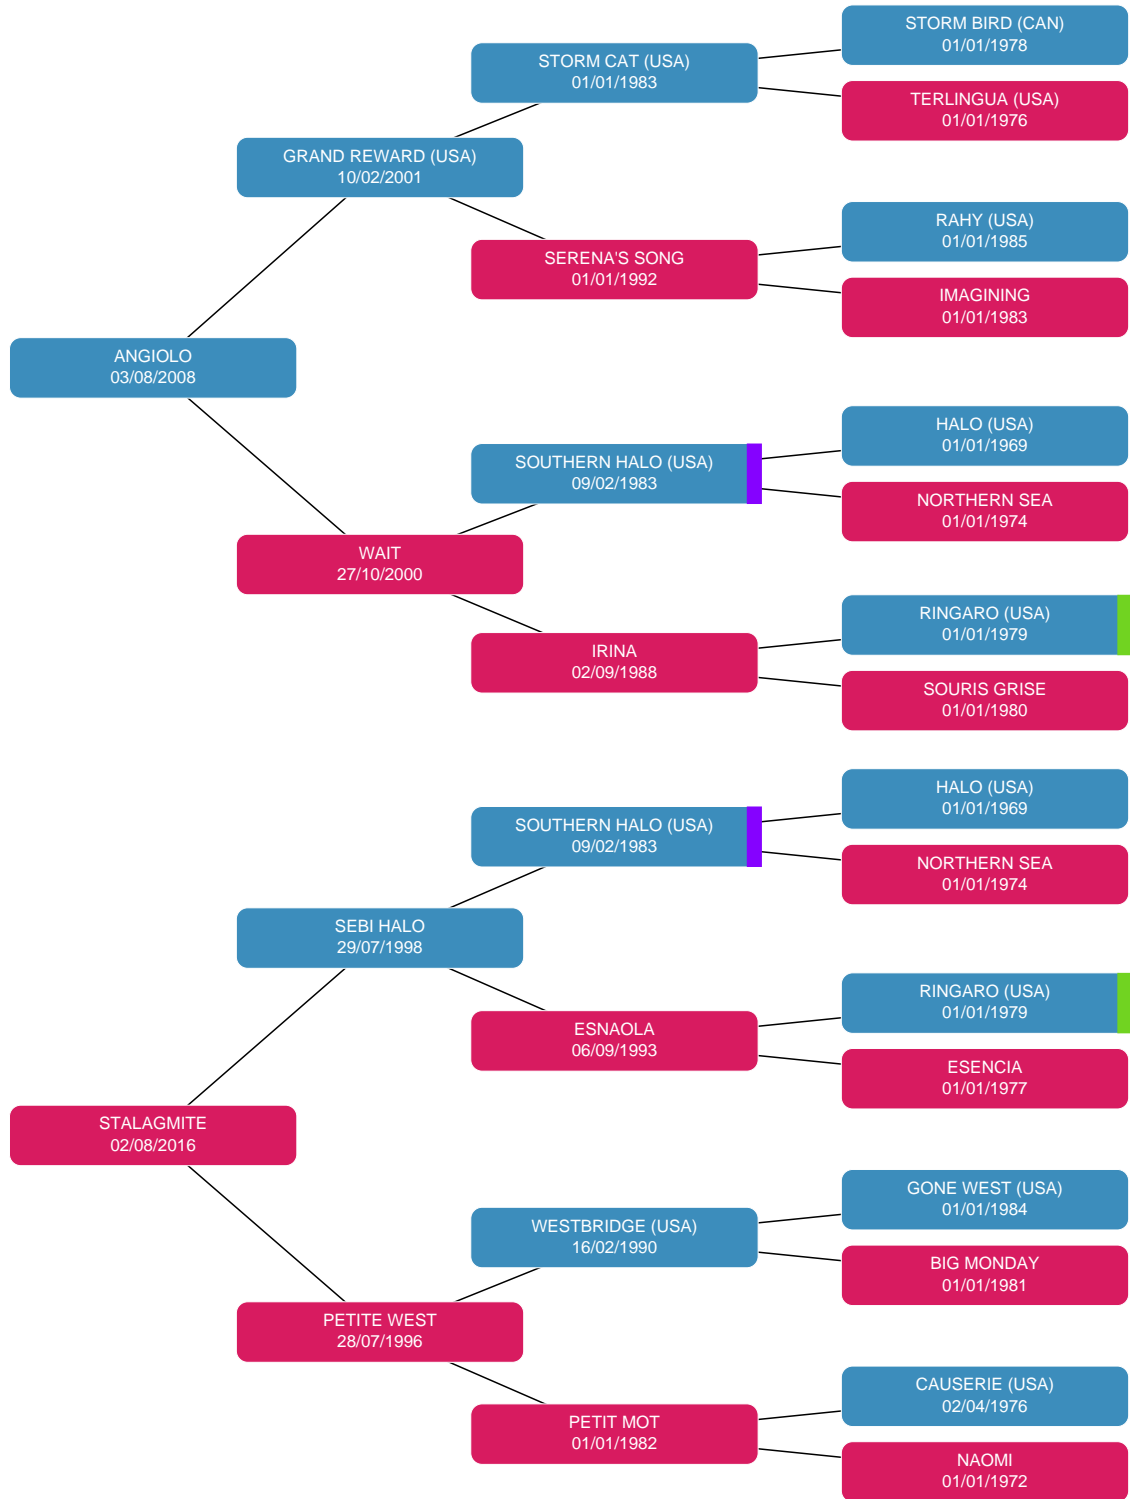 STORM BIRD (CAN)
01/01/1978
STORM CAT (USA)
01/01/1983
TERLINGUA (USA)
01/01/1976
GRAND REWARD (USA)
10/02/2001
RAHY (USA)
01/01/1985
SERENA'S SONG
01/01/1992
IMAGINING
01/01/1983
ANGIOLO
03/08/2008
HALO (USA)
01/01/1969
SOUTHERN HALO (USA)
09/02/1983
NORTHERN SEA
01/01/1974
WAIT
27/10/2000
RINGARO (USA)
01/01/1979
IRINA
02/09/1988
SOURIS GRISE
01/01/1980
HALO (USA)
01/01/1969
SOUTHERN HALO (USA)
09/02/1983
NORTHERN SEA
01/01/1974
SEBI HALO
29/07/1998
RINGARO (USA)
01/01/1979
ESNAOLA
06/09/1993
ESENCIA
01/01/1977
STALAGMITE
02/08/2016
GONE WEST (USA)
01/01/1984
WESTBRIDGE (USA)
16/02/1990
BIG MONDAY
01/01/1981
PETITE WEST
28/07/1996
CAUSERIE (USA)
02/04/1976
PETIT MOT
01/01/1982
NAOMI
01/01/1972